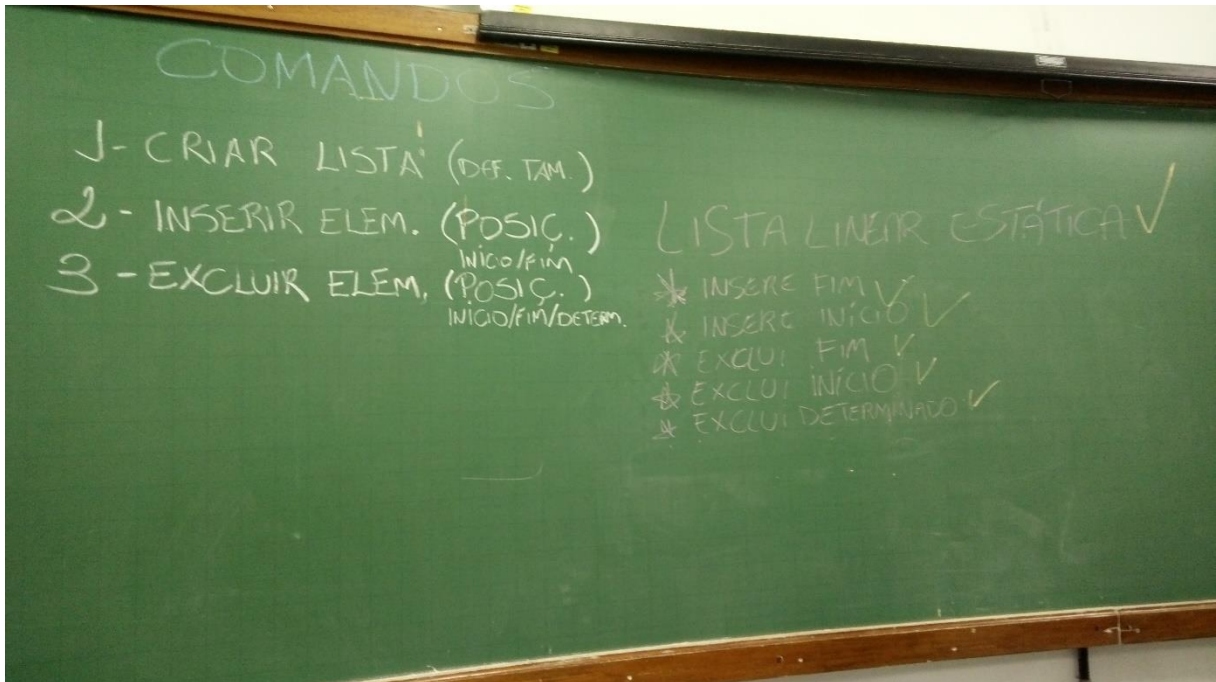 COMANDOS
1- CRIAR LISTA (DEF. TAM.)
2- INSERIR ELEM. (POSIÇ.)
INÍCIO/FIM
3- EXCLUIR ELEM. (POSIÇ.)
INÍCIO/FIM/DETERM.
LISTA LINEAR ESTÁTICA ✓
* INSERE FIM ✓
* INSERE INÍCIO ✓
* EXCLUI FIM ✓
* EXCLUI INÍCIO ✓
* EXCLUI DETERMINADO ✓